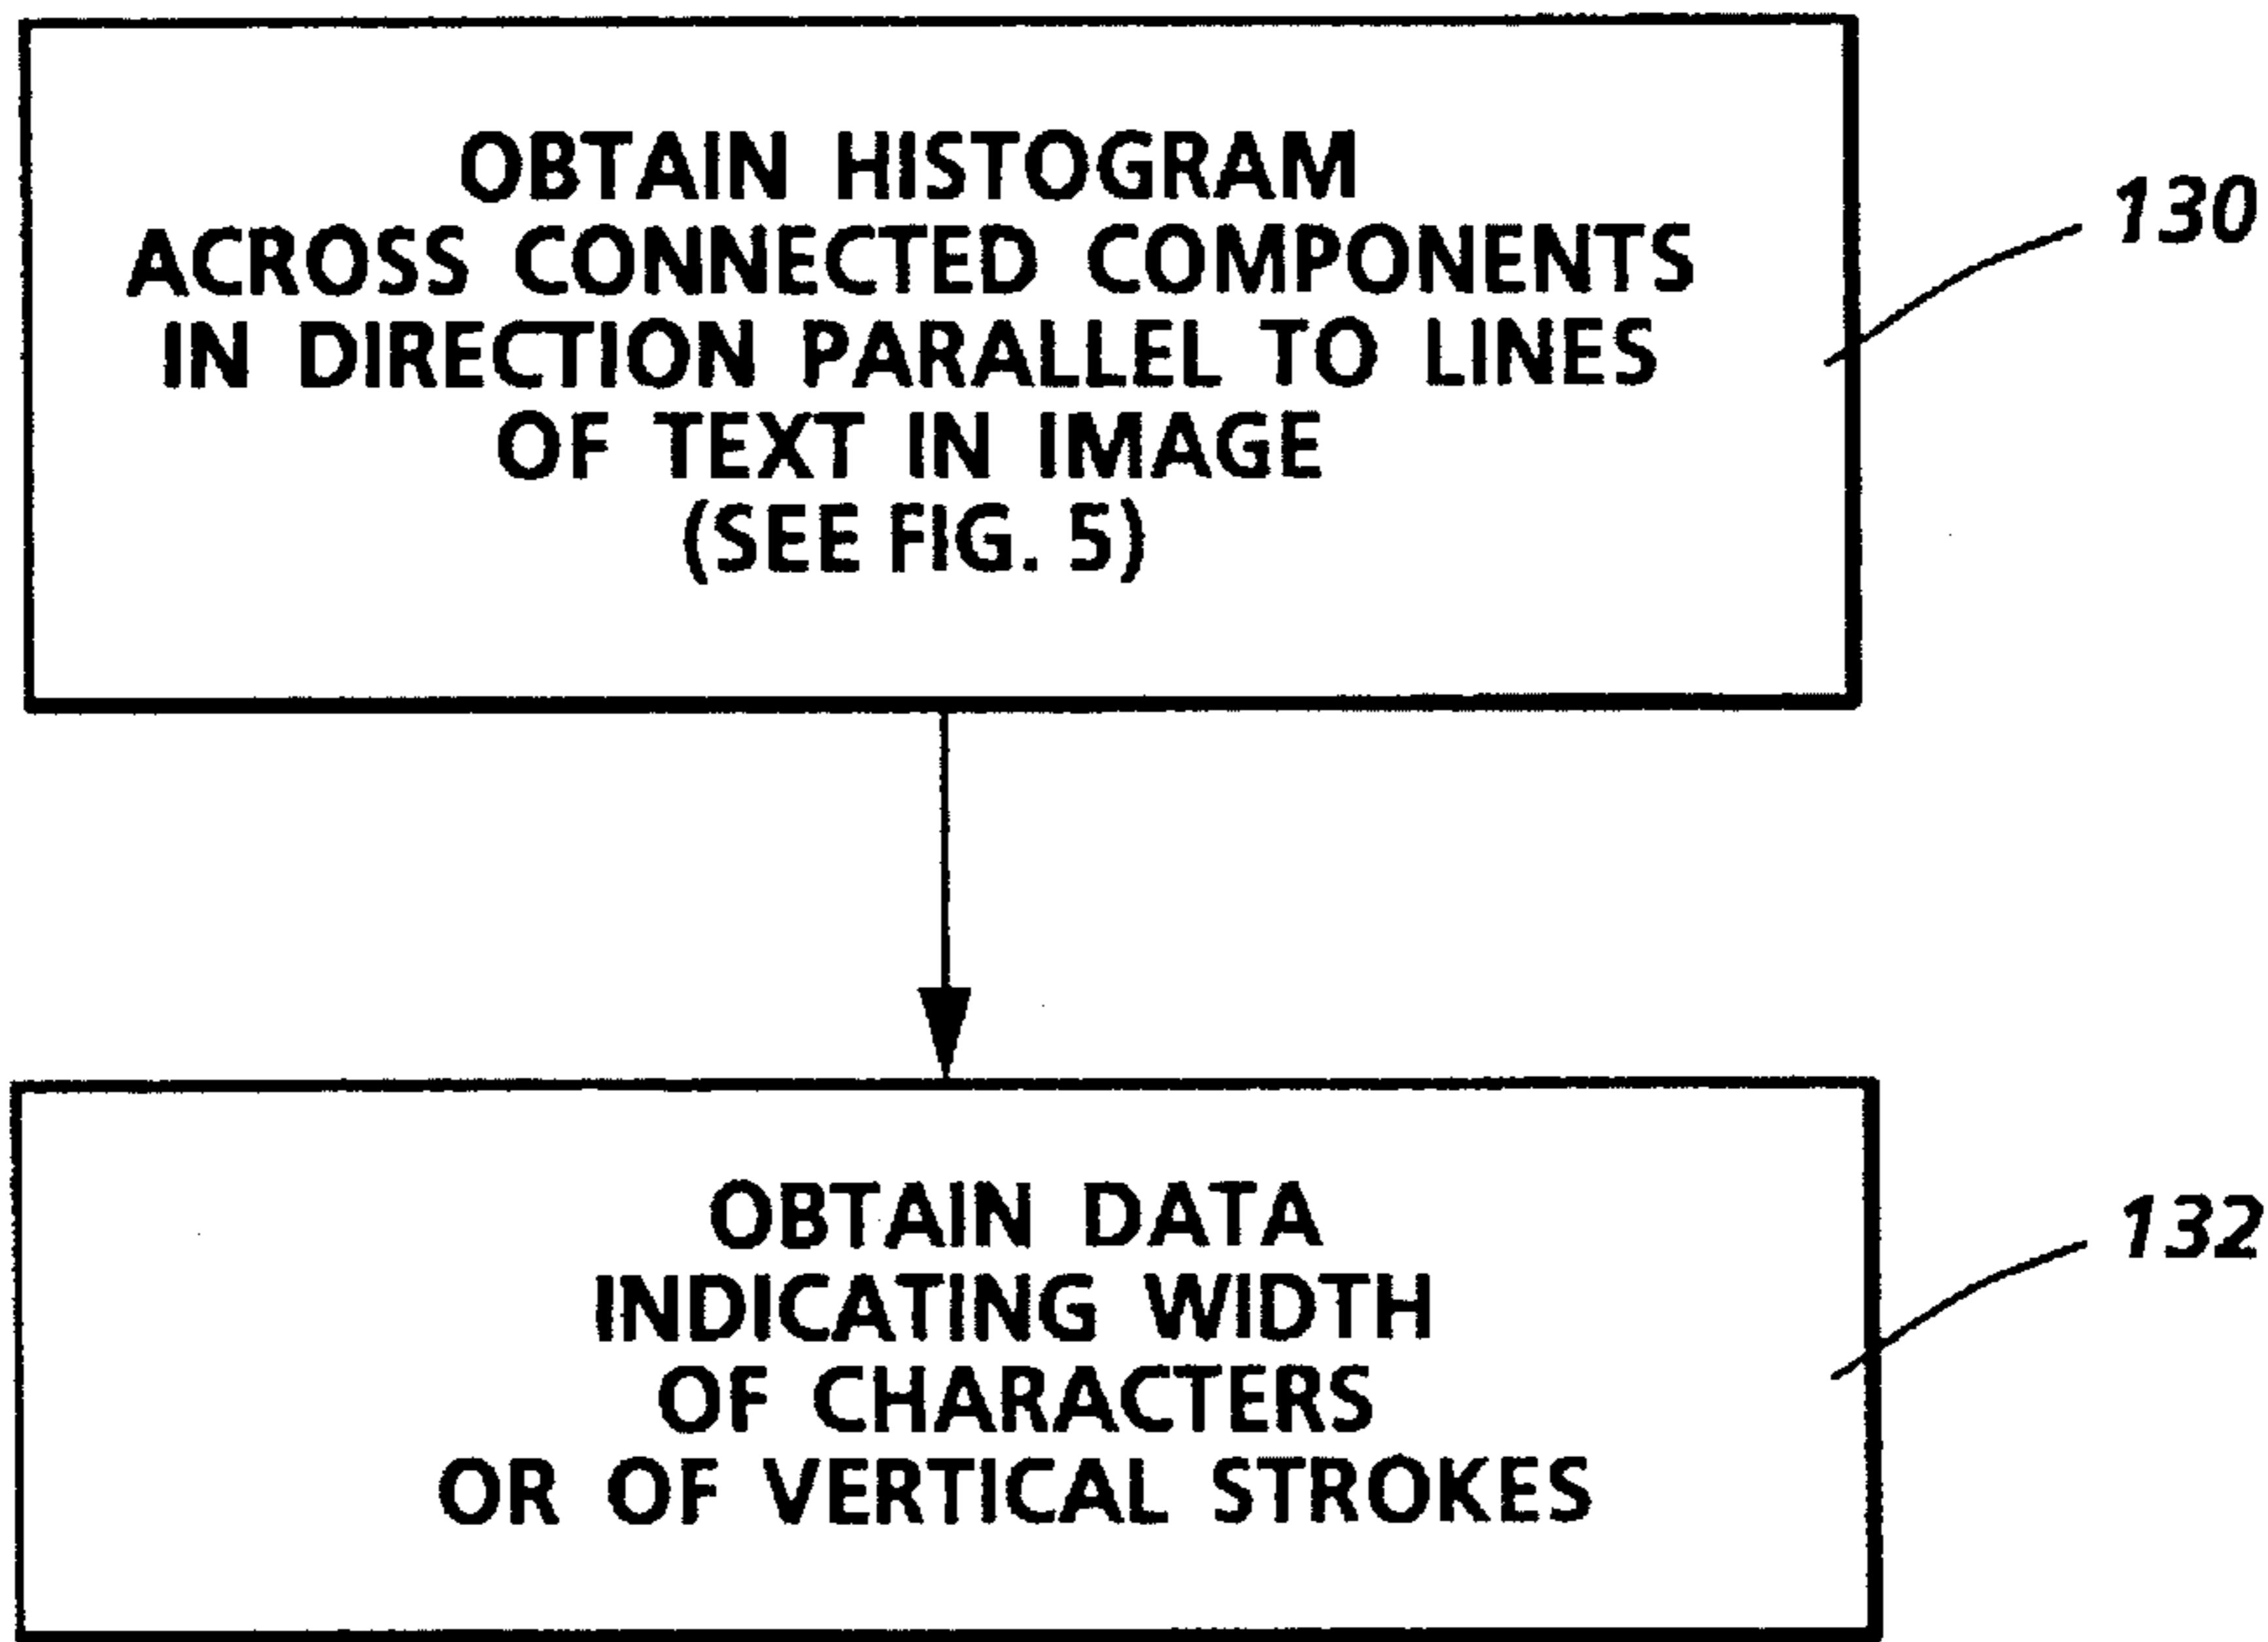 OBTAIN HISTOGRAM
ACROSS CONNECTED COMPONENTS
IN DIRECTION PARALLEL TO LINES
OF TEXT IN IMAGE
(SEE FIG. 5)
130
OBTAIN DATA
INDICATING WIDTH
OF CHARACTERS
OR OF VERTICAL STROKES
132